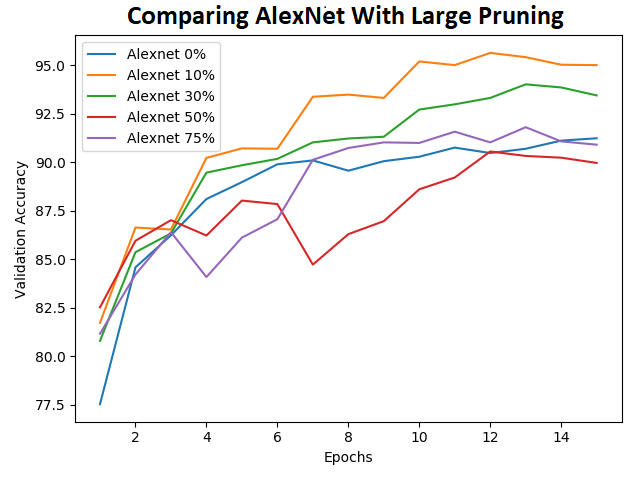 Comparing AlexNet With Large Pruning
Alexnet 0%
Alexnet 10%
Alexnet 30%
Alexnet 50%
Alexnet 75%
Validation Accuracy
95.0
92.5
90.0
87.5
85.0
82.5
80.0
77.5
2 4 6 8 10 12 14
Epochs